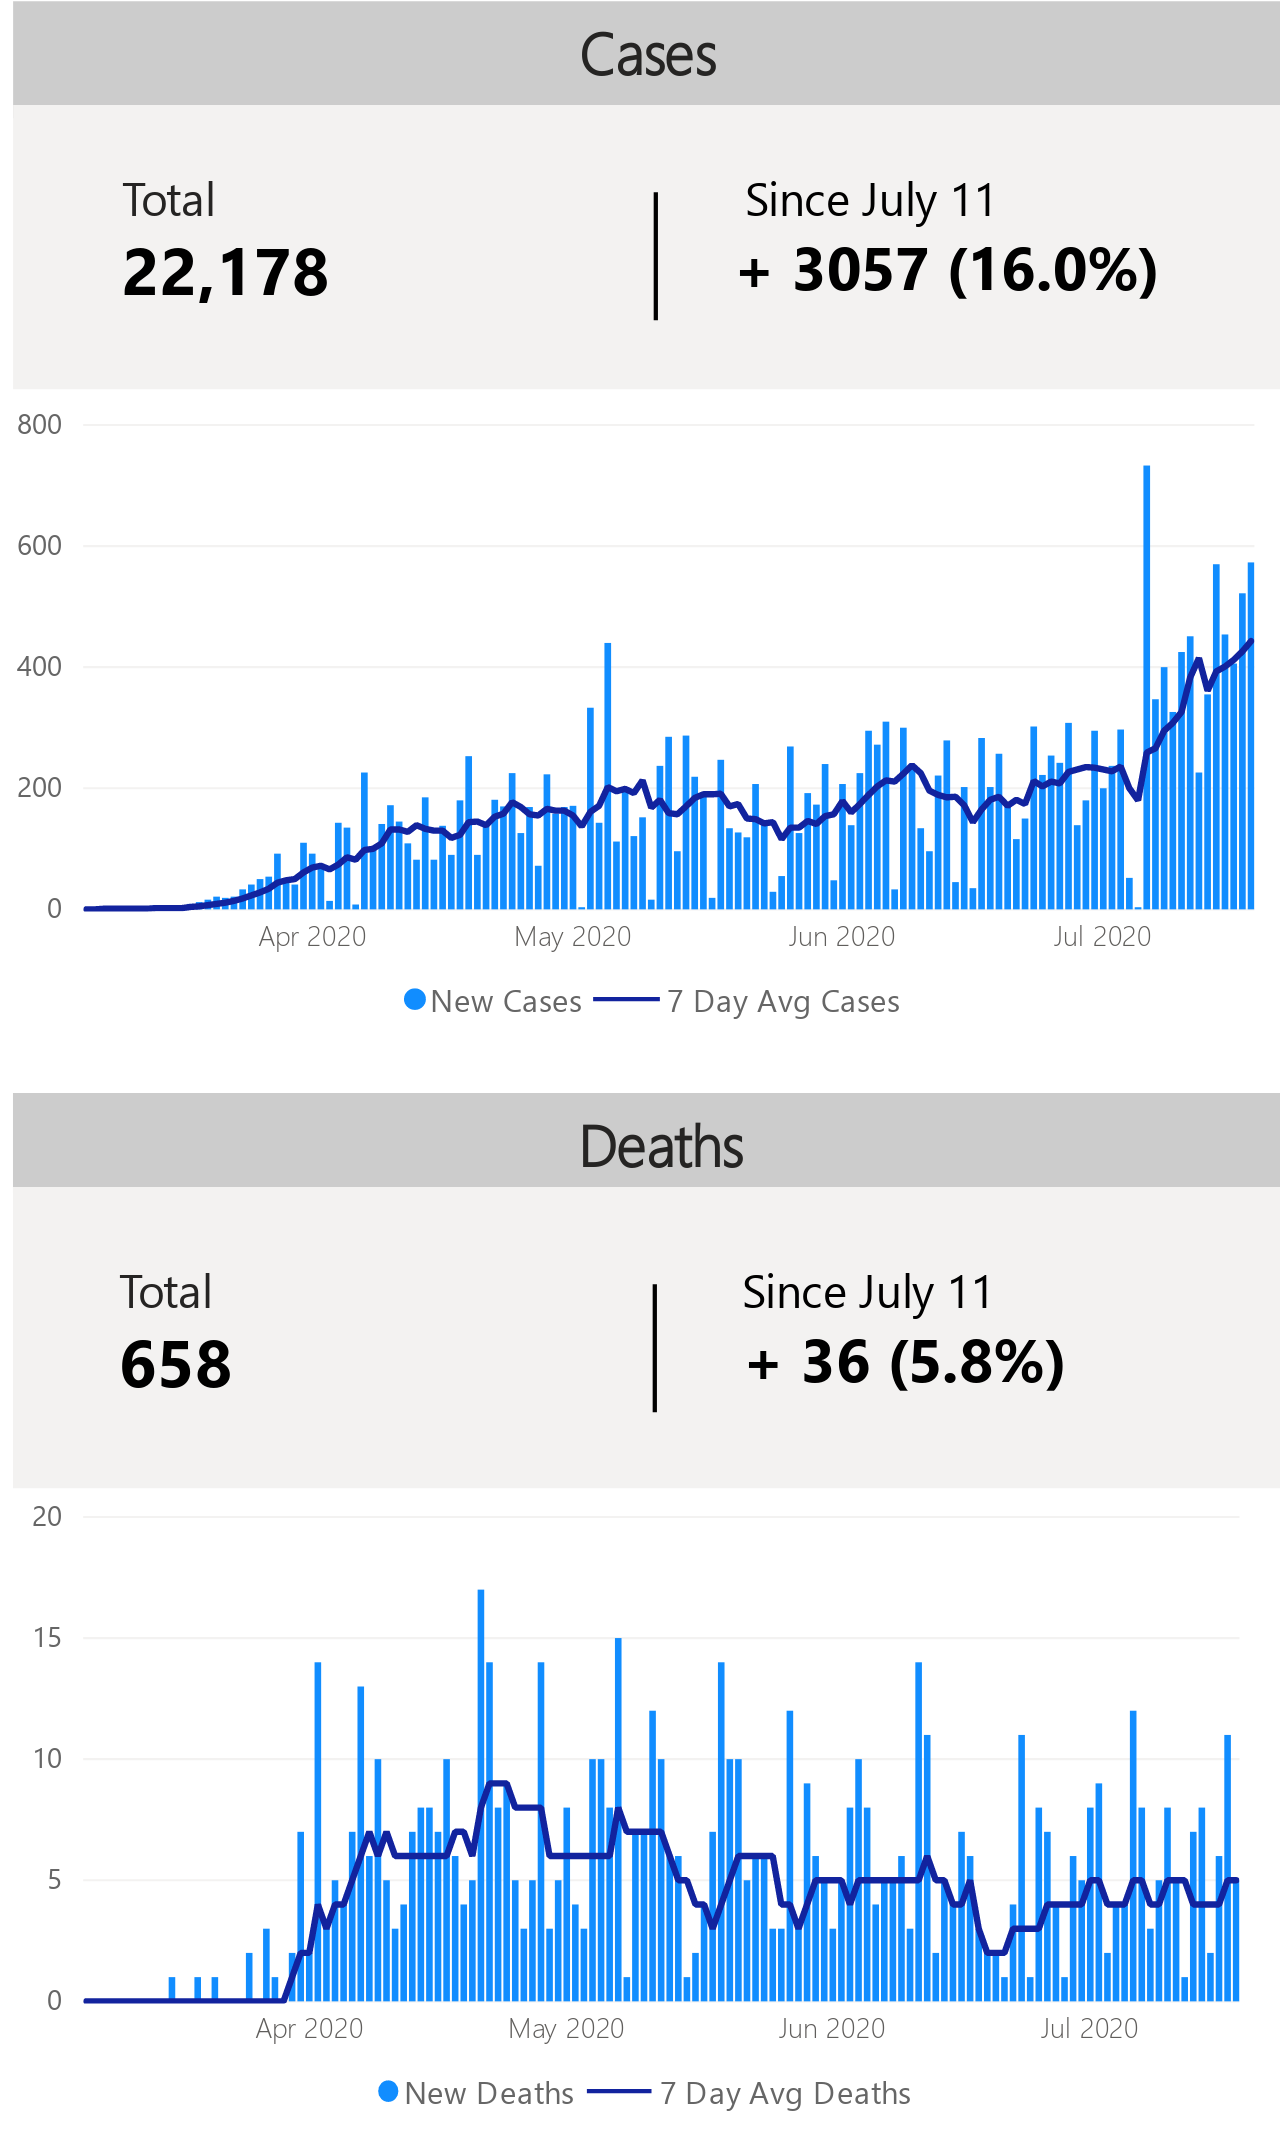 Cases
Total
22,178
Since July 11
+ 3057 (16.0%)
800
600
400
200
0
Apr 2020 May 2020 Jun 2020 Jul 2020
New Cases 7 Day Avg Cases
Deaths
Total
658
Since July 11
+ 36 (5.8%)
20
15
10
5
0
Apr 2020 May 2020 Jun 2020 Jul 2020
New Deaths 7 Day Avg Deaths